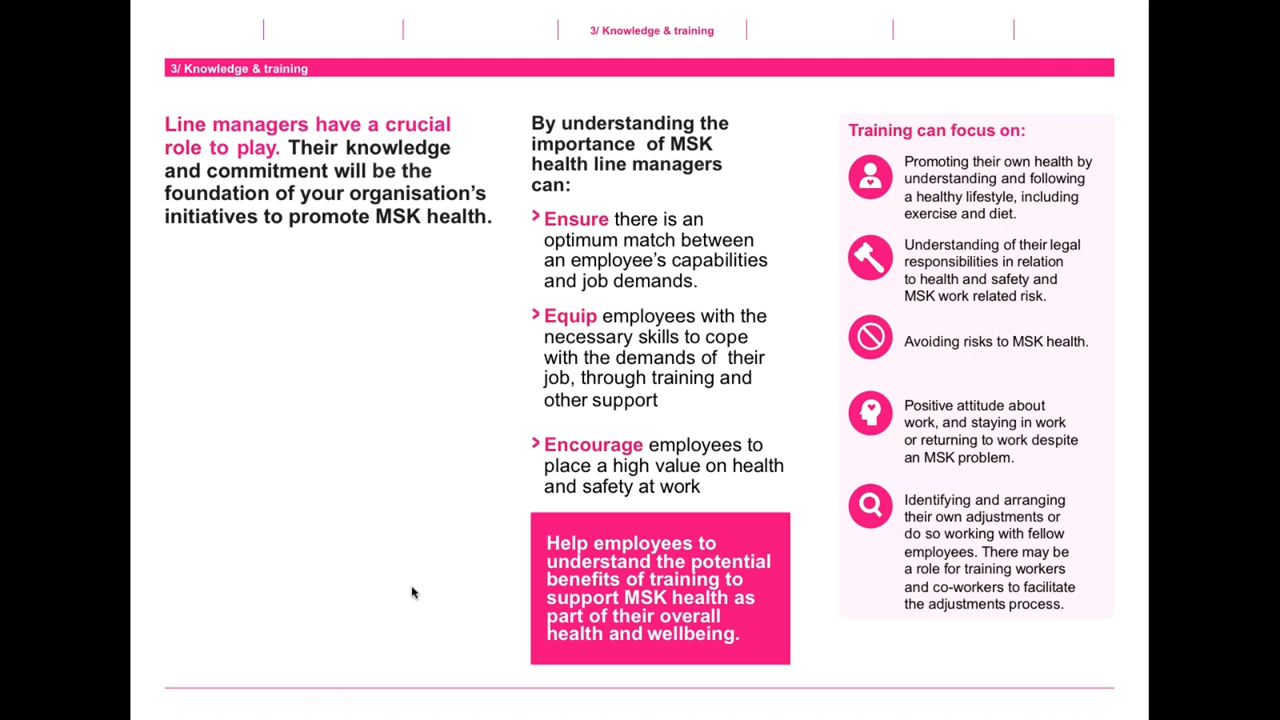 3/ Knowledge & training
3/ Knowledge & training
Line managers have a crucial
role to play. Their knowledge
and commitment will be the
foundation of your organisation’s
initiatives to promote MSK health.
By understanding the
importance of MSK
health line managers
can:
Ensure there is an
optimum match between
an employee’s capabilities
and job demands.
Equip employees with the
necessary skills to cope
with the demands of their
job, through training and
other support
Encourage employees to
place a high value on health
and safety at work
Help employees to
understand the potential
benefits of training to
support MSK health as
part of their overall
health and wellbeing.
Training can focus on:
Promoting their own health by
understanding and following
a healthy lifestyle, including
exercise and diet.
Understanding of their legal
responsibilities in relation
to health and safety and
MSK work related risk.
Avoiding risks to MSK health.
Positive attitude about
work, and staying in work
or returning to work despite
an MSK problem.
Identifying and arranging
their own adjustments or
do so working with fellow
employees. There may be
a role for training workers
and co-workers to facilitate
the adjustments process.